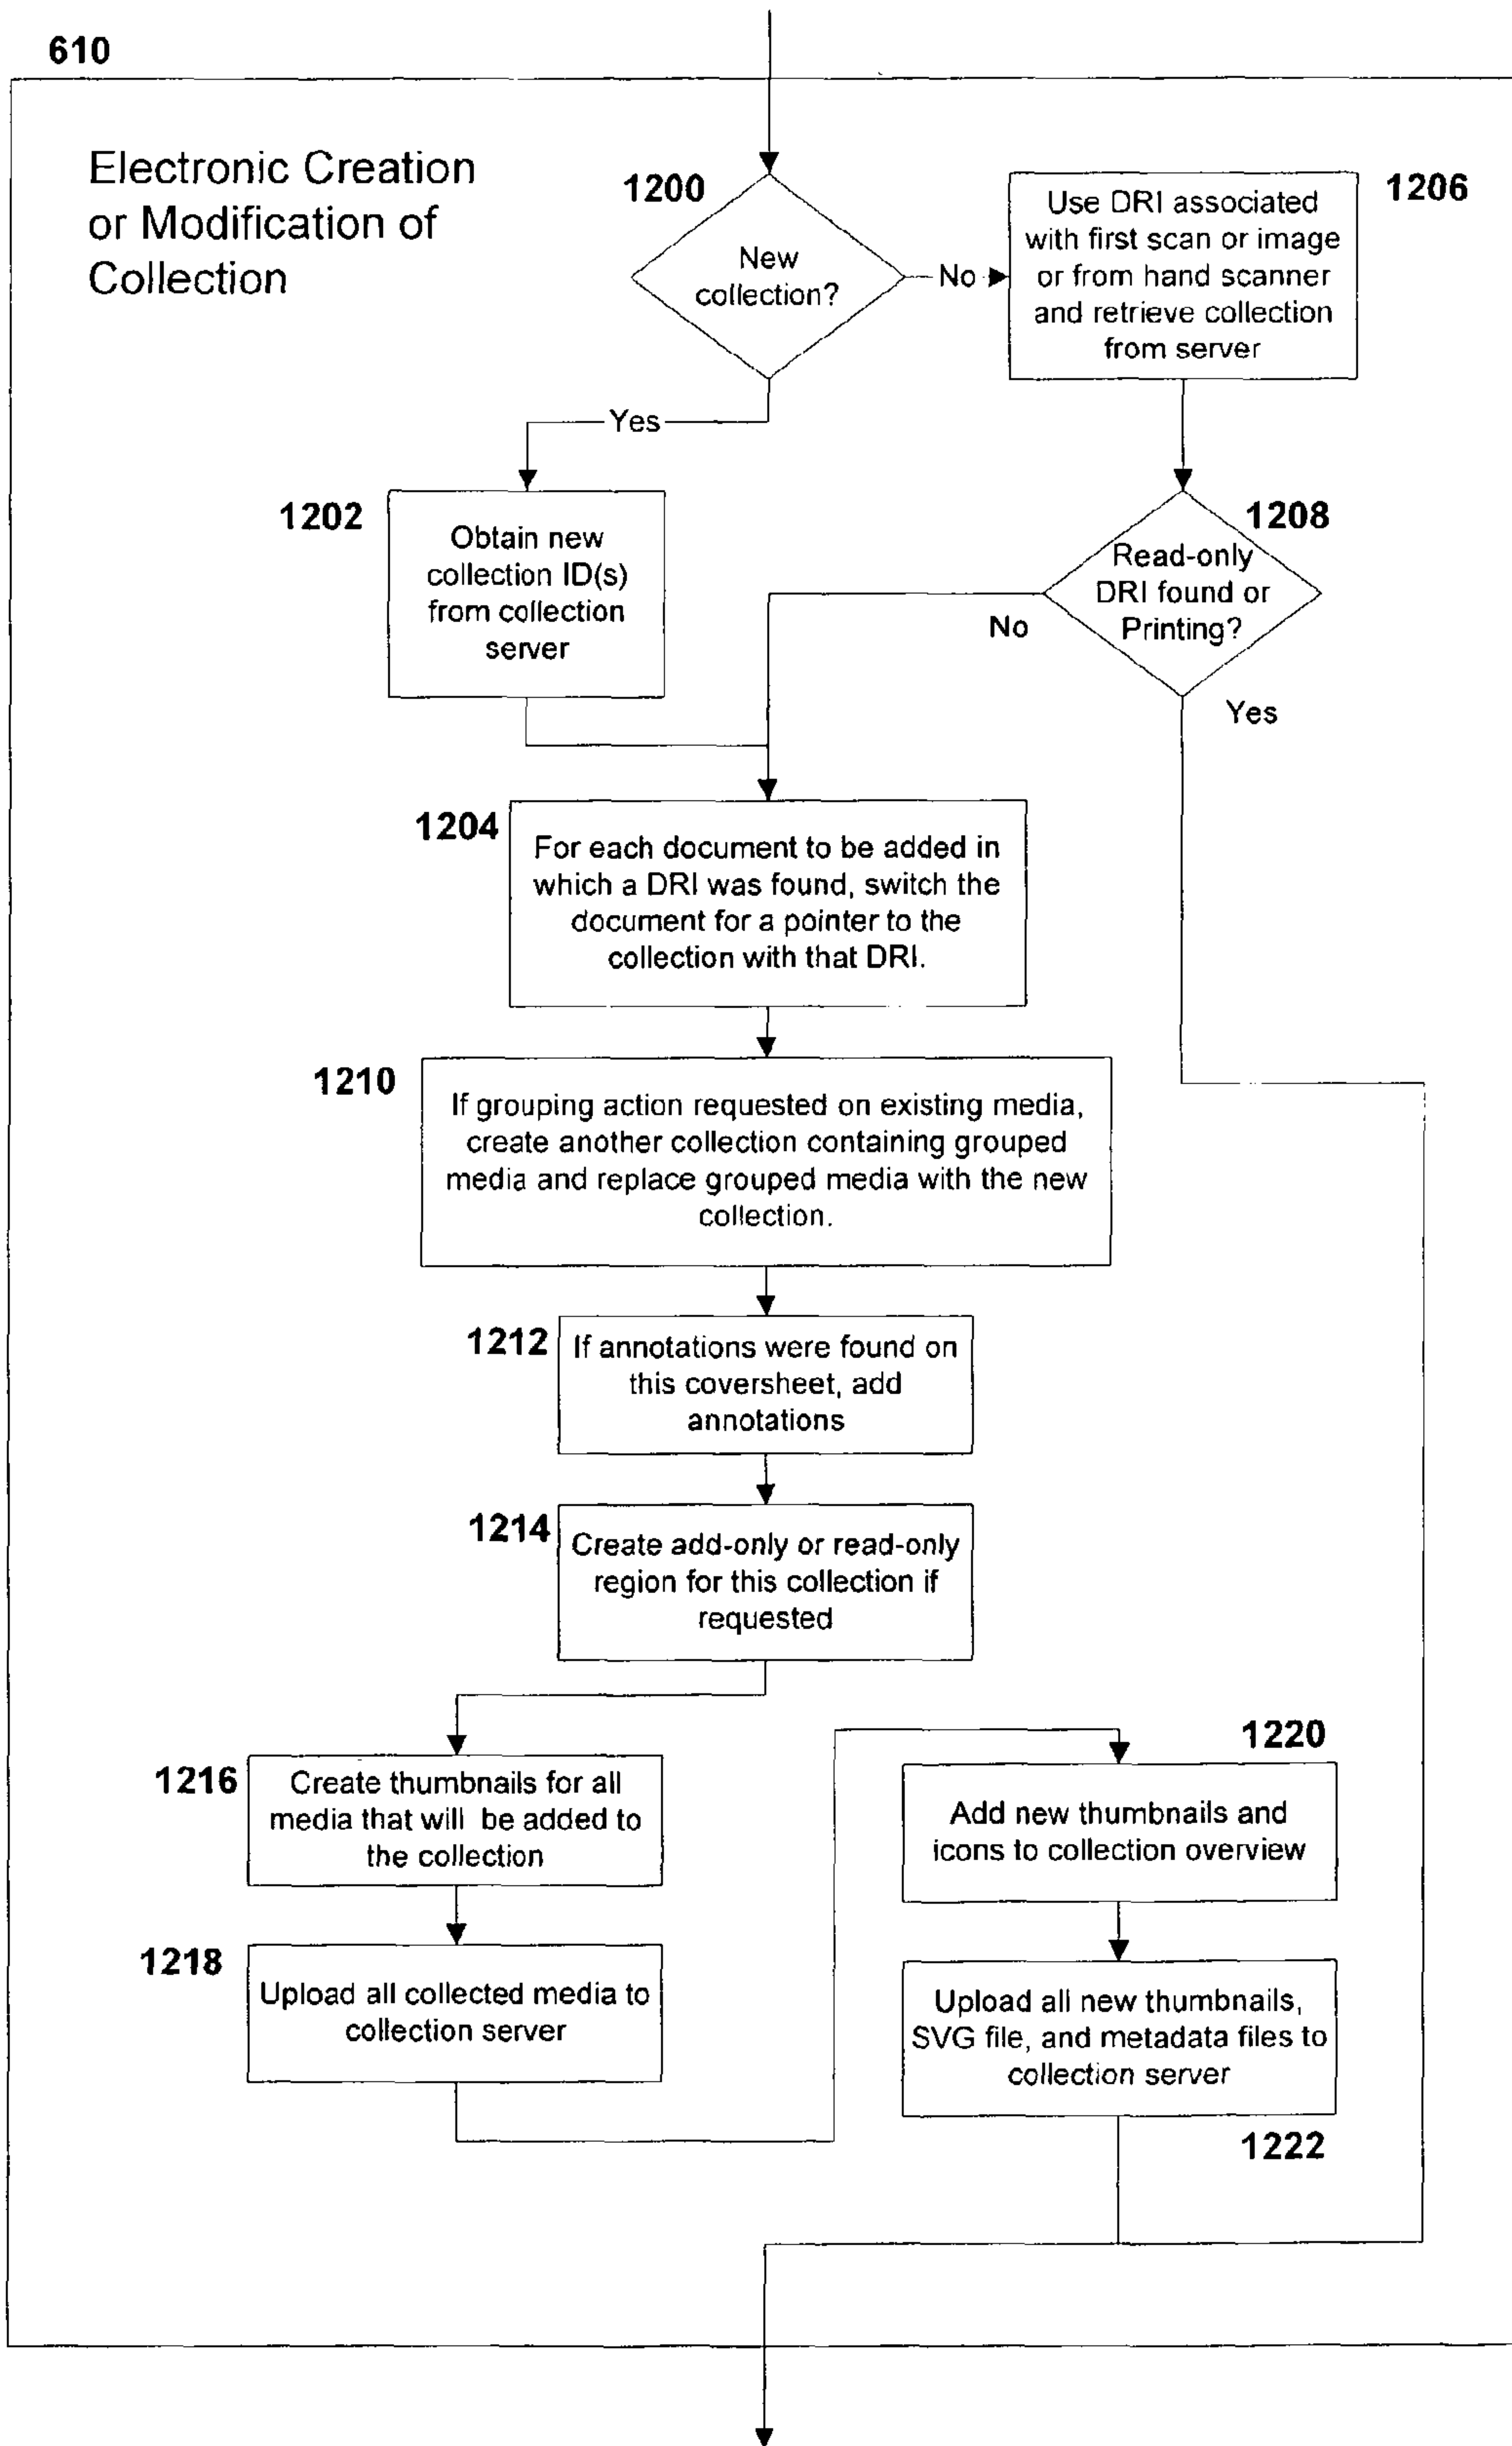 610
Electronic Creation
or Modification of
Collection
1200
New
collection?
No
1206
Use DRI associated
with first scan or image
or from hand scanner
and retrieve collection
from server
Yes
1202
Obtain new
collection ID(s)
from collection
server
1208
Read-only
DRI found or
Printing?
No
Yes
1204
For each document to be added in
which a DRI was found, switch the
document for a pointer to the
collection with that DRI.
1210
If grouping action requested on existing media,
create another collection containing grouped
media and replace grouped media with the new
collection.
1212
If annotations were found on
this coversheet, add
annotations
1214
Create add-only or read-only
region for this collection if
requested
1216
Create thumbnails for all
media that will be added to
the collection
1218
Upload all collected media to
collection server
1220
Add new thumbnails and
icons to collection overview
Upload all new thumbnails,
SVG file, and metadata files to
collection server
1222